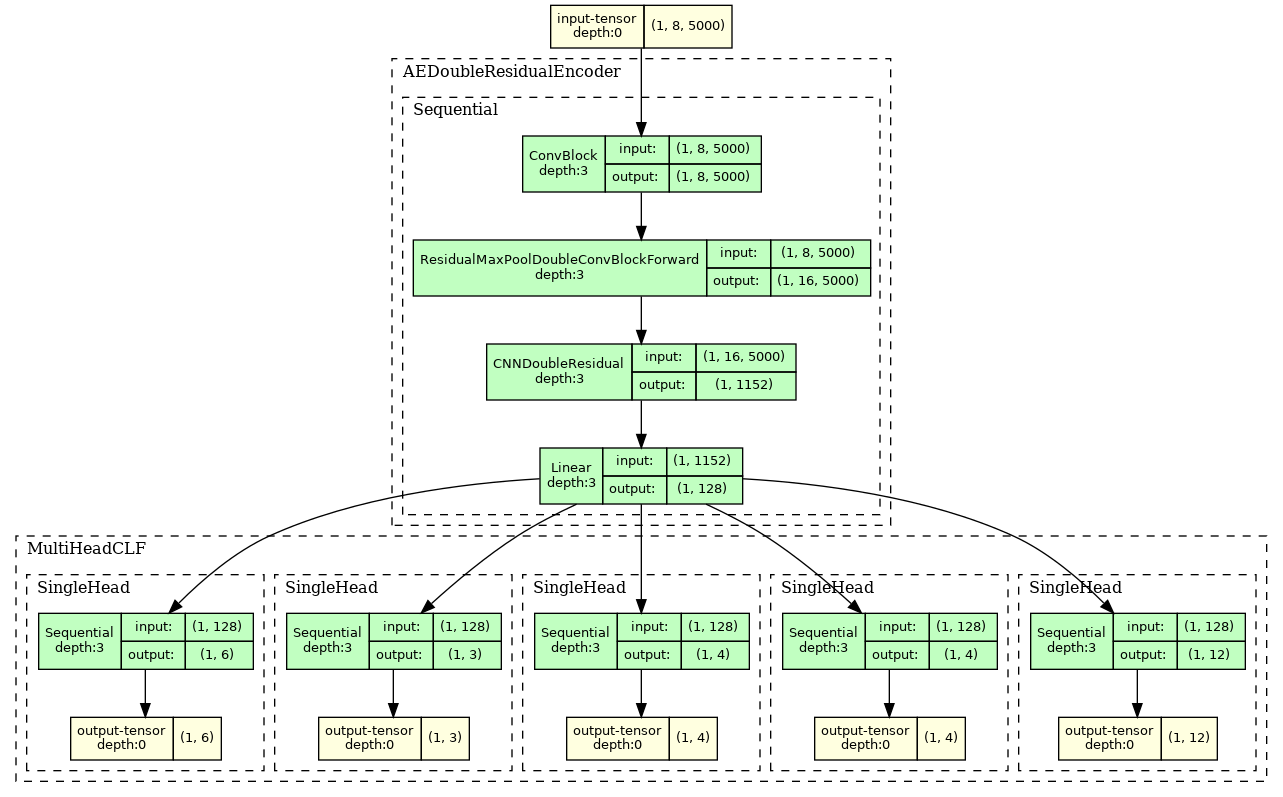 input-tensor
depth:0
(1, 8, 5000)
AEDoubleResidualEncoder
Sequential
ConvBlock
depth:3
input:
(1, 8, 5000)
output:
(1, 8, 5000)
ResidualMaxPoolDoubleConvBlockForward
depth:3
input:
(1, 8, 5000)
output:
(1, 16, 5000)
CNNDoubleResidual
depth:3
input:
(1, 16, 5000)
output:
(1, 1152)
Linear
depth:3
input:
(1, 1152)
output:
(1, 128)
MultiHeadCLF
SingleHead
Sequential
depth:3
input:
(1, 128)
output:
(1, 6)
output-tensor
depth:0
(1, 6)
SingleHead
Sequential
depth:3
input:
(1, 128)
output:
(1, 3)
output-tensor
depth:0
(1, 3)
SingleHead
Sequential
depth:3
input:
(1, 128)
output:
(1, 4)
output-tensor
depth:0
(1, 4)
SingleHead
Sequential
depth:3
input:
(1, 128)
output:
(1, 4)
output-tensor
depth:0
(1, 4)
SingleHead
Sequential
depth:3
input:
(1, 128)
output:
(1, 12)
output-tensor
depth:0
(1, 12)